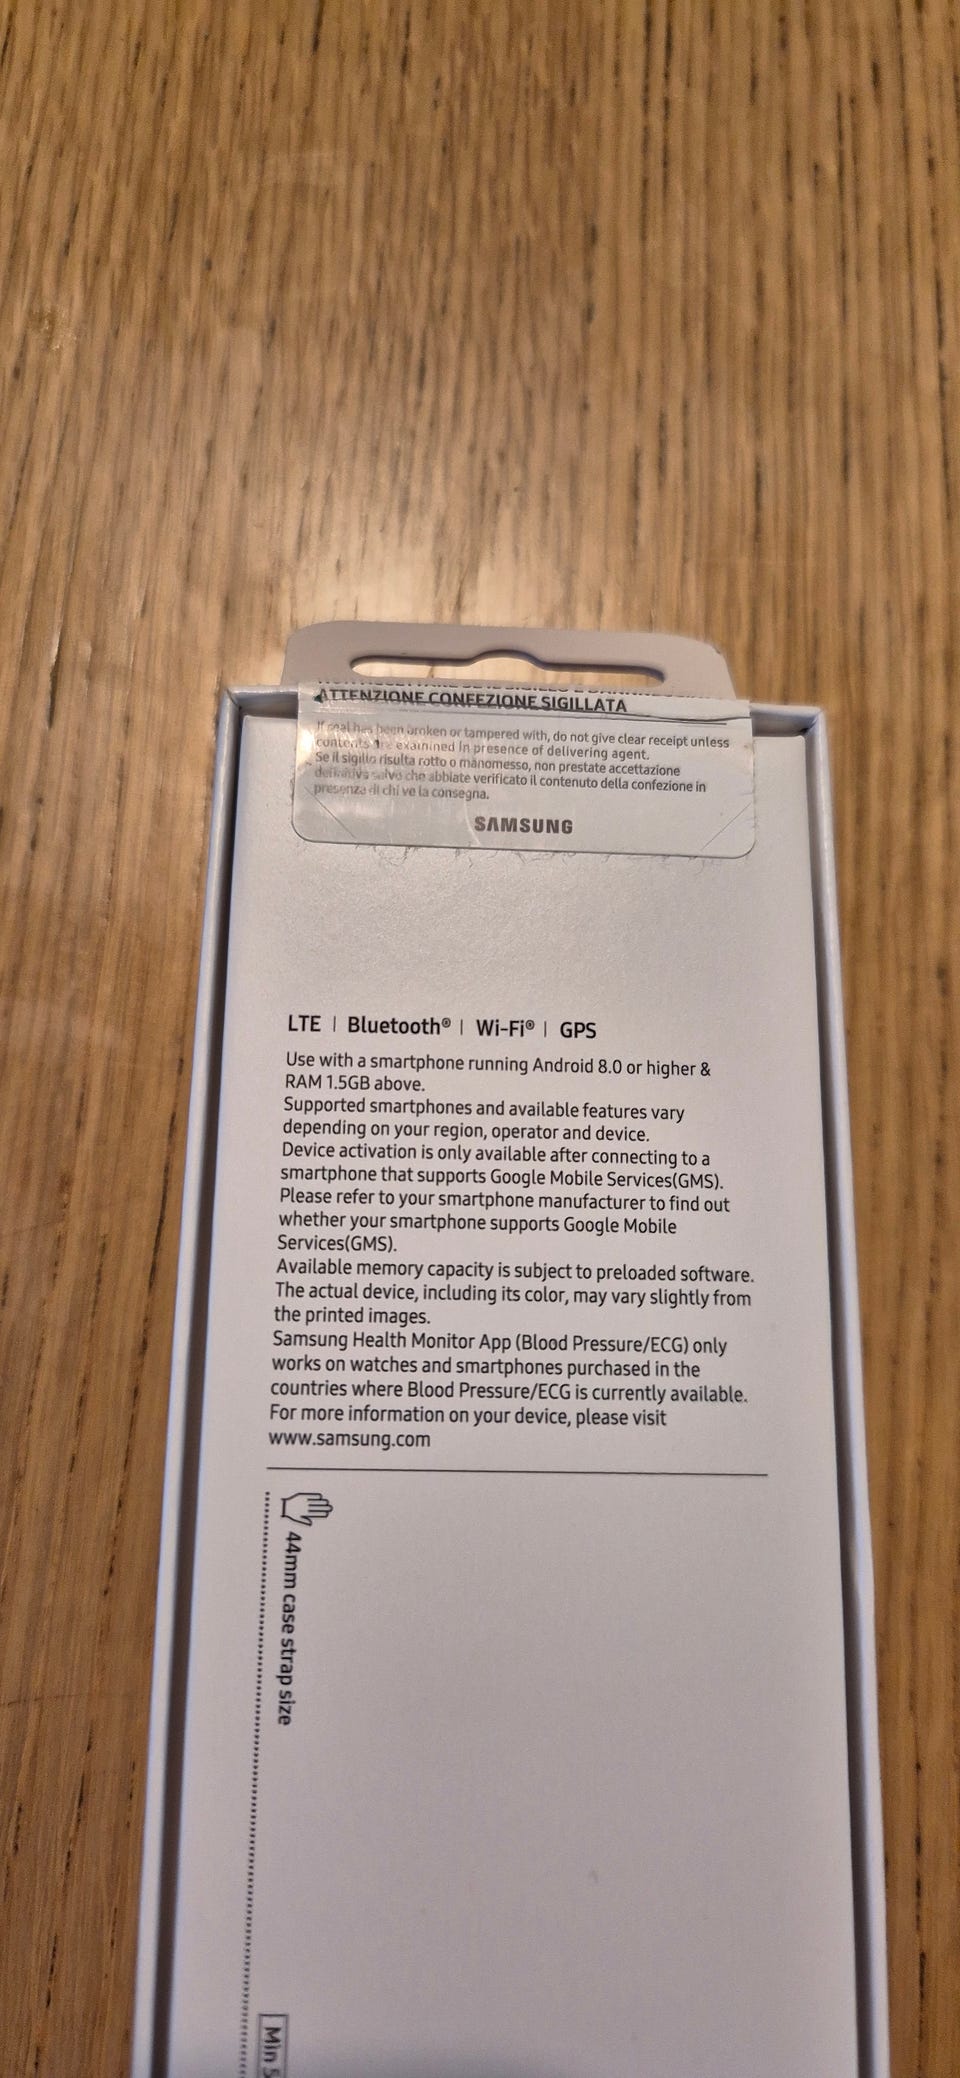 ATTENZIONE CONFEZIONE SIGILLATA
If seal has been broken or tampered with, do not give clear receipt unless
contents are examined in presence of delivering agent.
Se il sigillo risulta rotto o manomesso, non prestate accettazione
definitiva salvo che abbiate verificato il contenuto della confezione in
presenza di chi ve la consegna.
SAMSUNG
LTE | Bluetooth® | Wi-Fi® | GPS
Use with a smartphone running Android 8.0 or higher &
RAM 1.5GB above.
Supported smartphones and available features vary
depending on your region, operator and device.
Device activation is only available after connecting to a
smartphone that supports Google Mobile Services(GMS).
Please refer to your smartphone manufacturer to find out
whether your smartphone supports Google Mobile
Services(GMS).
Available memory capacity is subject to preloaded software.
The actual device, including its color, may vary slightly from
the printed images.
Samsung Health Monitor App (Blood Pressure/ECG) only
works on watches and smartphones purchased in the
countries where Blood Pressure/ECG is currently available.
For more information on your device, please visit
www.samsung.com
44mm case strap size
Min